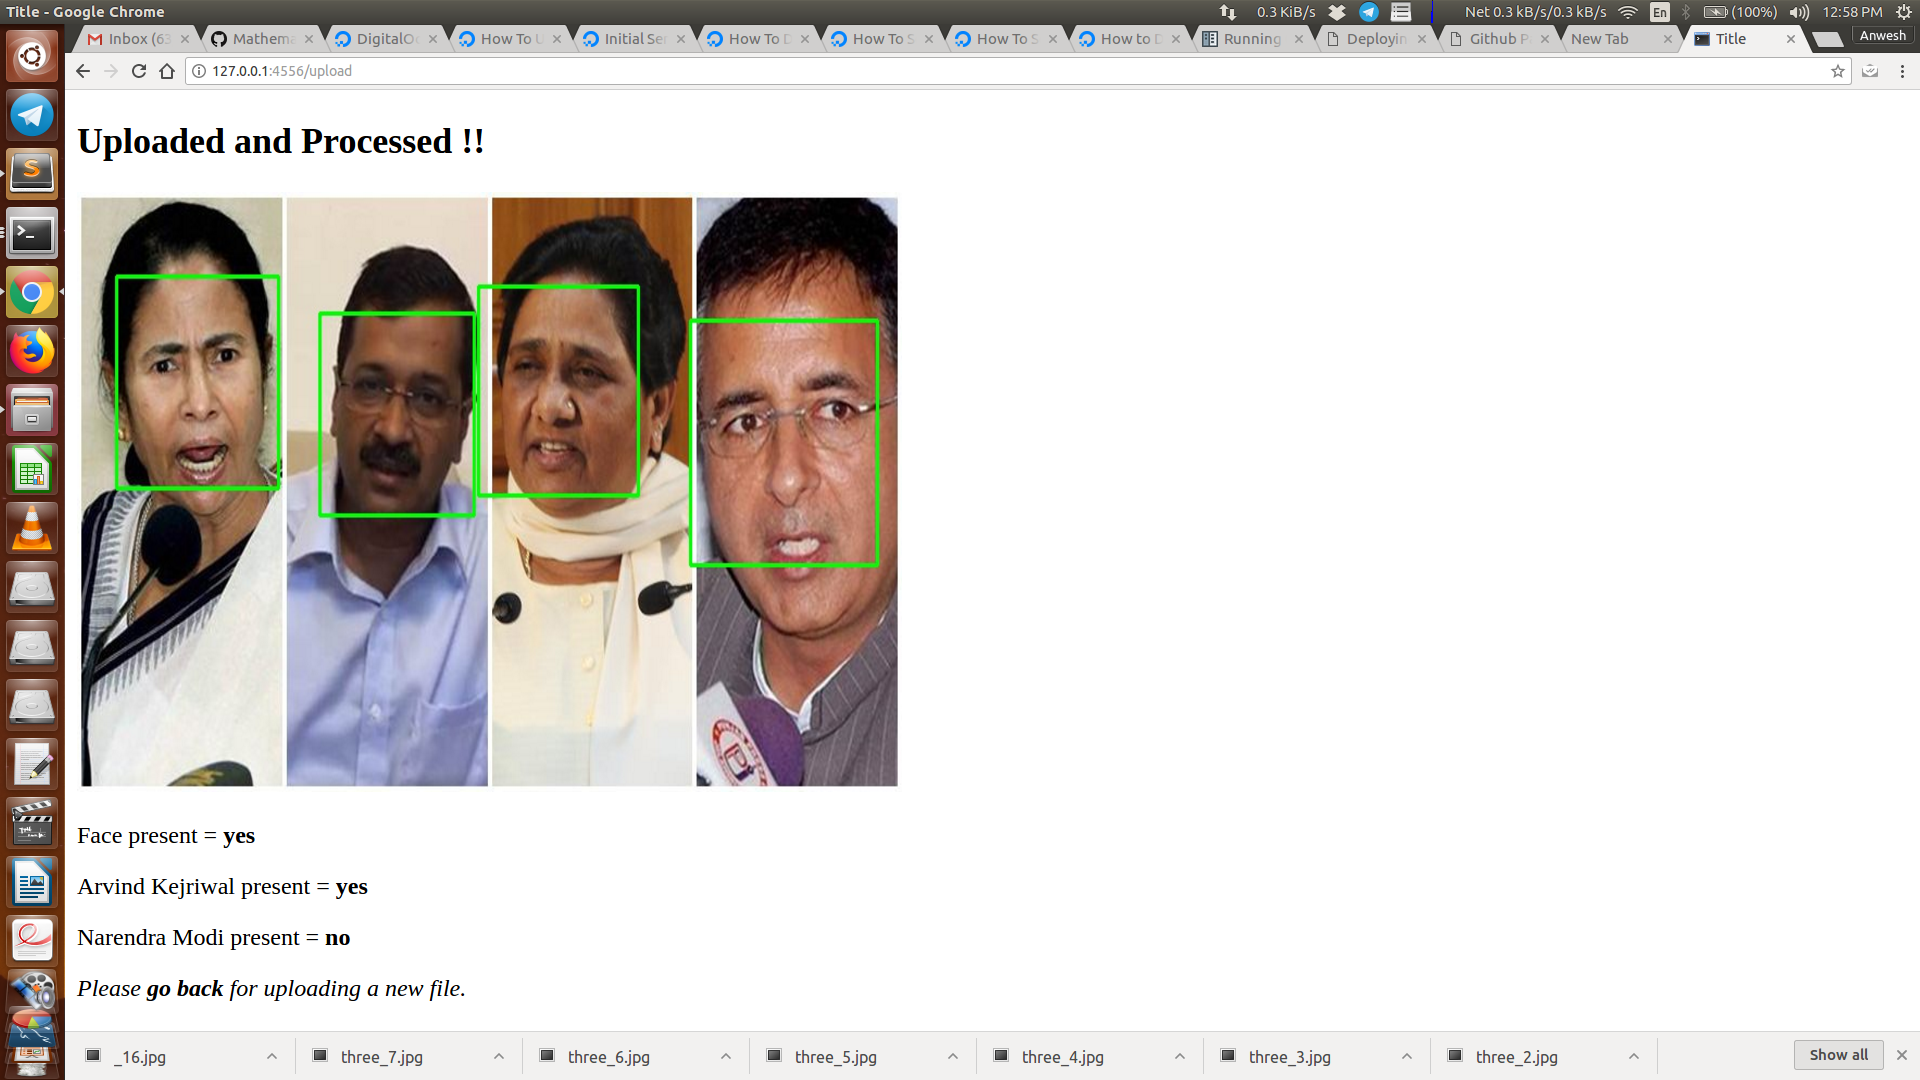 Title - Google Chrome
0.3 KiB/s
Net 0.3 kB/s/0.3 kB/s
En
(100%)
12:58 PM
Inbox (63
Mathema
DigitalOc
How To U
Initial Ser
How To D
How To S
How To S
How to D
Running
Deployin
Github P
New Tab
Title
Anwesh
127.0.0.1:4556/upload
Uploaded and Processed !!
Face present = yes
Arvind Kejriwal present = yes
Narendra Modi present = no
Please go back for uploading a new file.
_16.jpg
three_7.jpg
three_6.jpg
three_5.jpg
three_4.jpg
three_3.jpg
three_2.jpg
Show all